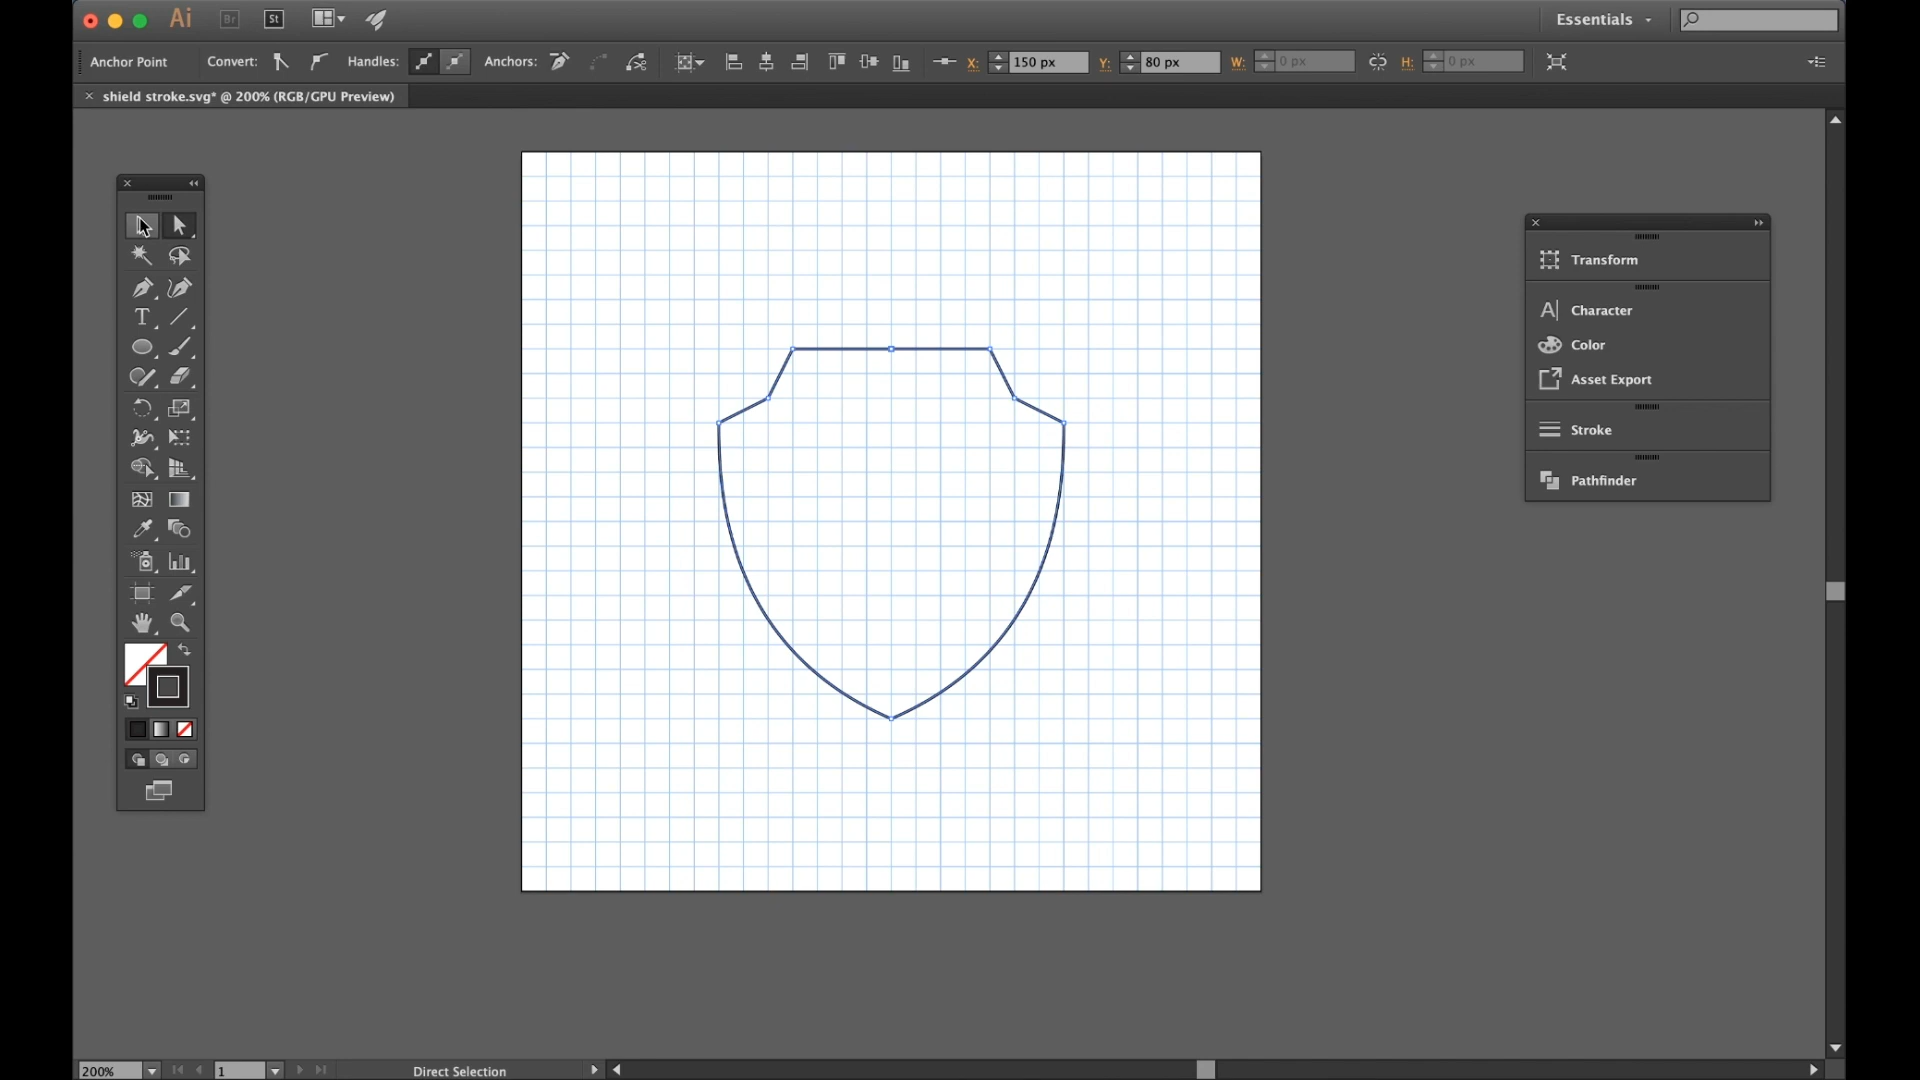 Ai Br St Essentials
Anchor Point Convert: Handles: Anchors: X: 150 px Y: 80 px W: 0 px H: 0 px
shield stroke.svg* @ 200% (RGB/GPU Preview)
Transform
Character
Color
Asset Export
Stroke
Pathfinder
200% 1 Direct Selection